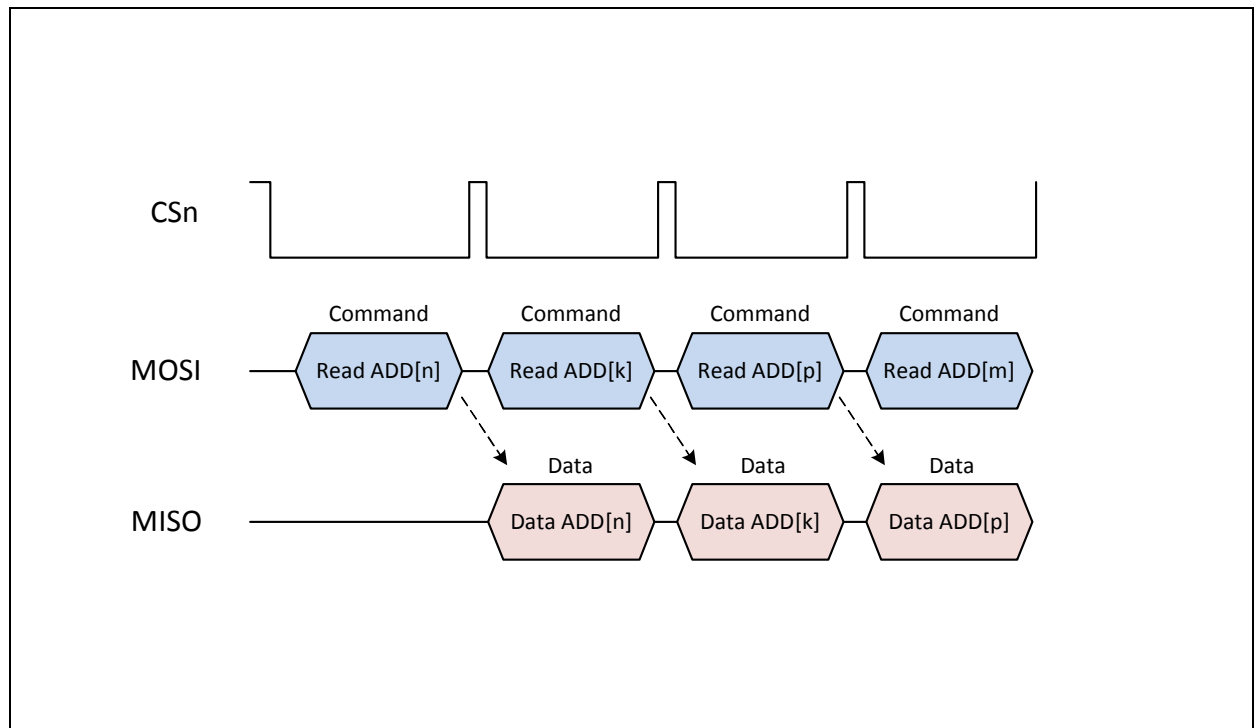 CSn
Command Command Command Command
MOSI Read ADD[n] Read ADD[k] Read ADD[p] Read ADD[m]
Data Data Data
MISO Data ADD[n] Data ADD[k] Data ADD[p]